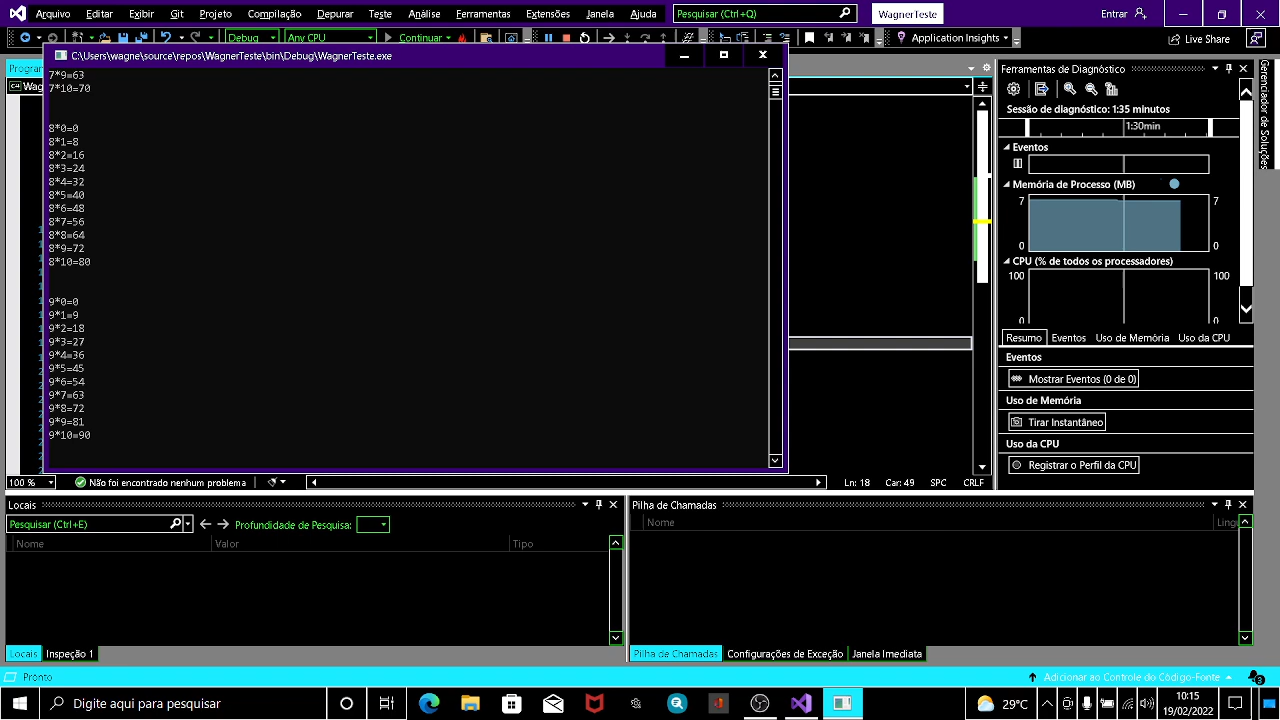 Arquivo Editar Exibir Git Projeto Compilação Depurar Teste Análise Ferramentas Extensões Janela Ajuda Pesquisar (Ctrl+Q) WagnerTeste Entrar
Debug Any CPU Continuar Application Insights Live Share
C:\Users\wagne\source\repos\WagnerTeste\bin\Debug\WagnerTeste.exe
7*9=63
7*10=70
8*0=0
8*1=8
8*2=16
8*3=24
8*4=32
8*5=40
8*6=48
8*7=56
8*8=64
8*9=72
8*10=80
9*0=0
9*1=9
9*2=18
9*3=27
9*4=36
9*5=45
9*6=54
9*7=63
9*8=72
9*9=81
9*10=90
Ferramentas de Diagnóstico
Sessão de diagnóstico: 1:35 minutos
1:30min
Eventos
Memória de Processo (MB)
7 7
0 0
CPU (% de todos os processadores)
100 100
0 0
Resumo Eventos Uso de Memória Uso da CPU
Eventos
Mostrar Eventos (0 de 0)
Uso de Memória
Tirar Instantâneo
Uso da CPU
Registrar o Perfil da CPU
Gerenciador de Soluções
100 % Não foi encontrado nenhum problema Ln: 18 Car: 49 SPC CRLF
Locais
Pesquisar (Ctrl+E) Profundidade de Pesquisa:
Nome Valor Tipo
Locais Inspeção 1
Pilha de Chamadas
Nome Lingu
Pilha de Chamadas Configurações de Exceção Janela Imediata
Pronto Adicionar ao Controle do Código-Fonte
Digite aqui para pesquisar 29°C 10:15
19/02/2022